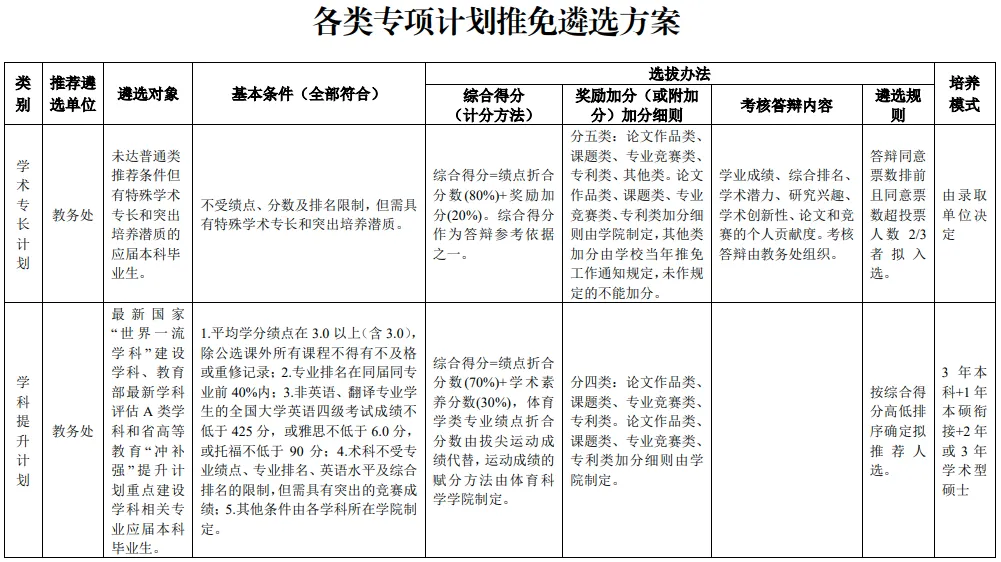 各类专项计划推免遴选方案
类
别
推荐遴
选单位
遴选对象
基本条件（全部符合）
选拔办法
培养
模式
综合得分
（计分方法）
奖励加分（或附加
分）加分细则
考核答辩内容
遴选规
则
学
术
专
长
计
划
教务处
未达普通类
推荐条件但
有特殊学术
专长和突出
培养潜质的
应届本科毕
业生。
不受绩点、分数及排名限制，但需具
有特殊学术专长和突出培养潜质。
综合得分=绩点折合
分数(80%)+奖励加
分(20%)。综合得分
作为答辩参考依据
之一。
分五类：论文作品类、
课题类、专业竞赛类、
专利类、其他类。论文
作品类、课题类、专业
竞赛类、专利类加分细
则由学院制定，其他类
加分由学校当年推免
工作通知规定，未作规
定的不能加分。
学业成绩、综合排名、
学术潜力、研究兴趣、
学术创新性、论文和竞
赛的个人贡献度。考核
答辩由教务处组织。
答辩同意
票数排前
且同意票
数超投票
人数 2/3
者拟入
选。
由录取
单位决
定
学
科
提
升
计
划
教务处
最新国家
“世界一流
学科”建设
学科、教育
部最新学科
评估 A 类学
科和省高等
教育“冲补
强”提升计
划重点建设
学科相关专
业应届本科
毕业生。
1.平均学分绩点在 3.0 以上（含 3.0），
除公选课外所有课程不得有不及格
或重修记录；2.专业排名在同届同专
业前 40%内；3.非英语、翻译专业学
生的全国大学英语四级考试成绩不
低于 425 分，或雅思不低于 6.0 分，
或托福不低于 90 分；4.术科不受专
业绩点、专业排名、英语水平及综合
排名的限制，但需具有突出的竞赛成
绩；5.其他条件由各学科所在学院制
定。
综合得分=绩点折合
分数(70%)+学术素
养分数(30%)，体育
学类专业绩点折合
分数由拔尖运动成
绩代替，运动成绩的
赋分方法由体育科
学学院制定。
分四类：论文作品类、
课题类、专业竞赛类、
专利类。论文作品类、
课题类、专业竞赛类、
专利类加分细则由学
院制定。
按综合得
分高低排
序确定拟
推荐人
选。
3 年本
科+1 年
本硕衔
接+2 年
或 3 年
学术型
硕士